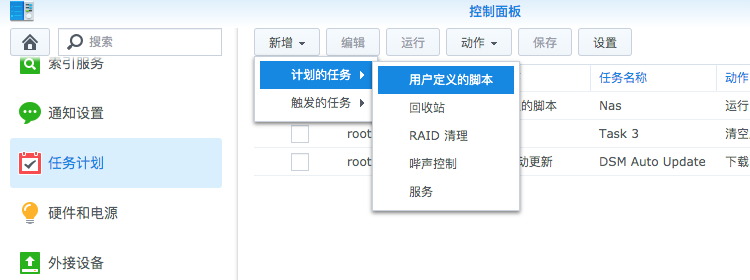 控制面板
搜索
新增
编辑
运行
动作
保存
设置
索引服务
通知设置
任务计划
硬件和电源
外接设备
计划的任务
触发的任务
用户定义的脚本
回收站
RAID 清理
哔声控制
服务
任务名称
动作
的脚本
Nas
运行
root
Task 3
清空
root
动更新
DSM Auto Update
下载